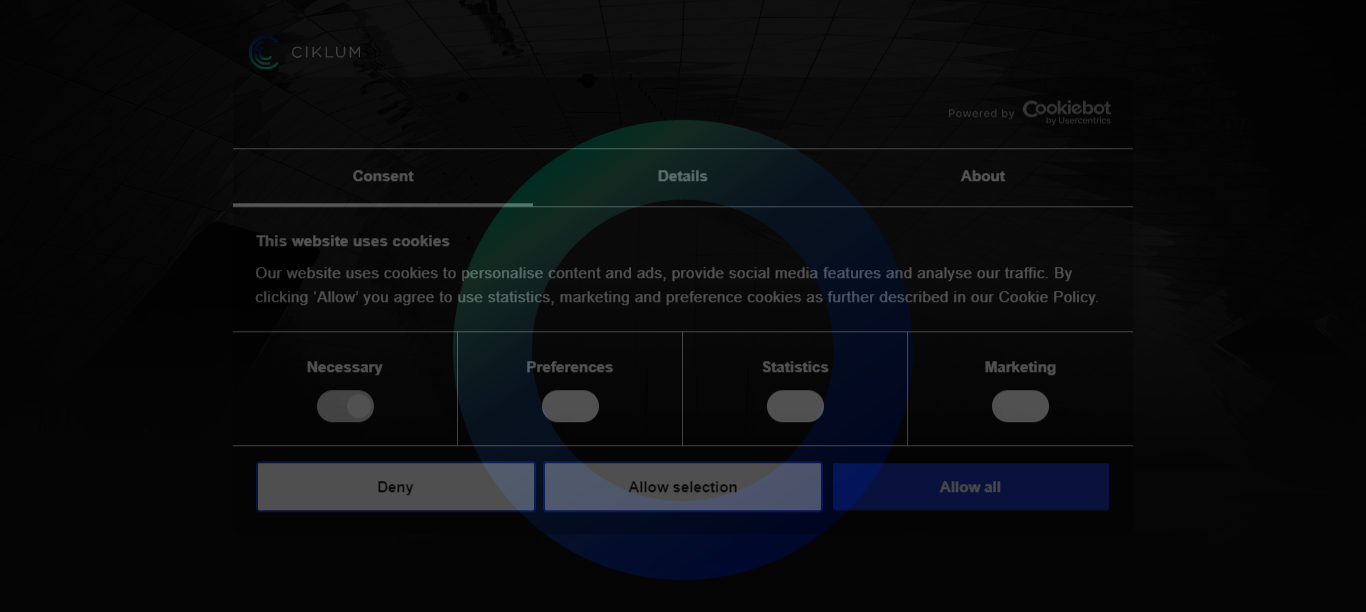 CIKLUM
Powered by Cookiebot
by Usercentrics
Consent
Details
About
This website uses cookies
Our website uses cookies to personalise content and ads, provide social media features and analyse our traffic. By
clicking 'Allow' you agree to use statistics, marketing and preference cookies as further described in our Cookie Policy.
Necessary
Preferences
Statistics
Marketing
Deny
Allow selection
Allow all